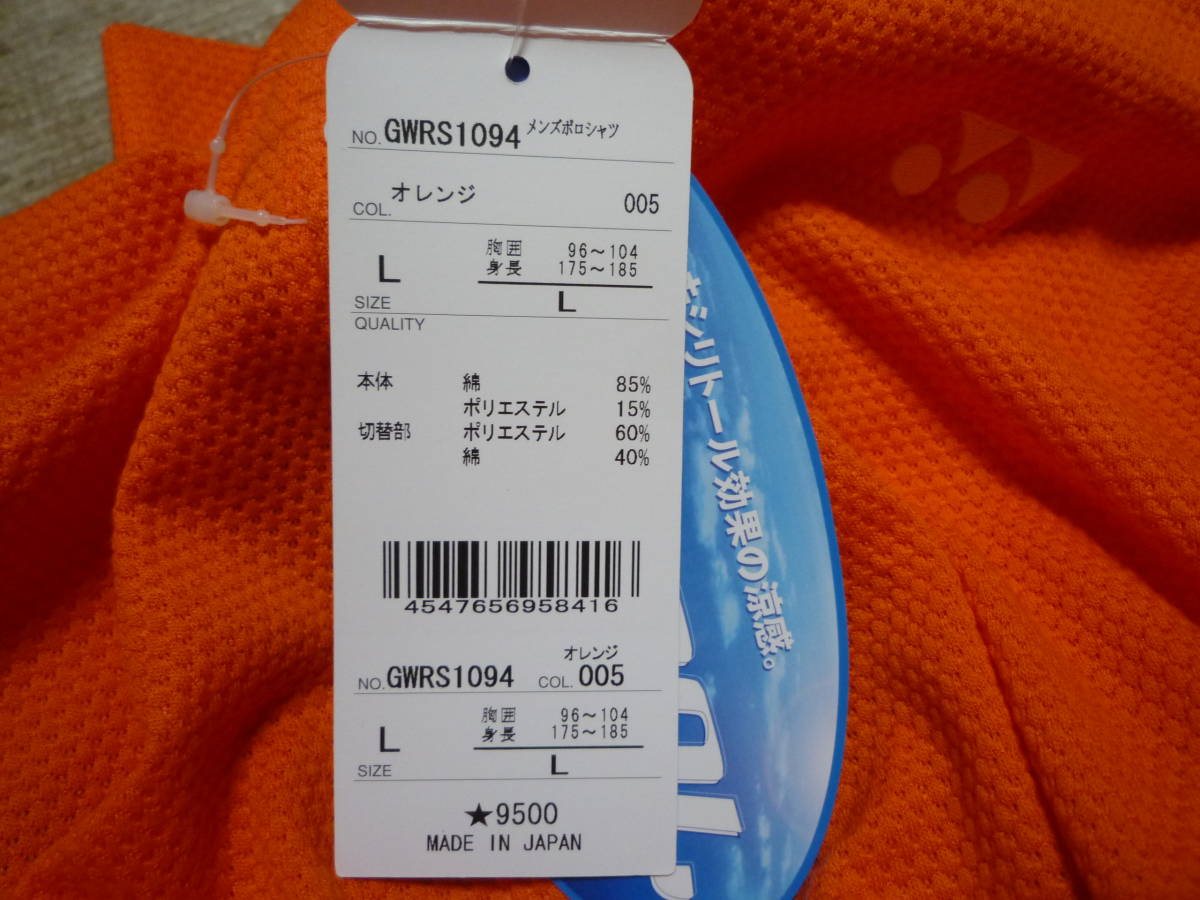 NO. GWRS1094 メンズポロシャツ
COL. オレンジ 005
胸囲 96～104
身長 175～185
L
SIZE L
QUALITY
本体 綿 85%
ポリエステル 15%
切替部 ポリエステル 60%
綿 40%
4547656958416
オレンジ
NO. GWRS1094 COL. 005
胸囲 96～104
身長 175～185
L
SIZE L
★9500
MADE IN JAPAN
シリトール効果の涼感。